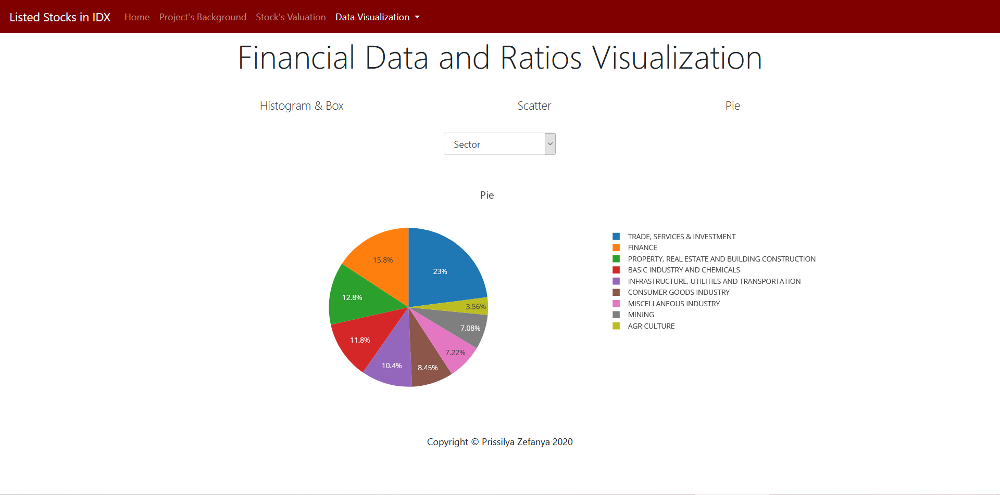 Listed Stocks in IDX Home Project's Background Stock's Valuation Data Visualization
Financial Data and Ratios Visualization
Histogram & Box Scatter Pie
Sector
Pie
23%
15.8%
12.8%
11.8%
10.4%
8.45%
7.22%
7.08%
3.56%
TRADE, SERVICES & INVESTMENT
FINANCE
PROPERTY, REAL ESTATE AND BUILDING CONSTRUCTION
BASIC INDUSTRY AND CHEMICALS
INFRASTRUCTURE, UTILITIES AND TRANSPORTATION
CONSUMER GOODS INDUSTRY
MISCELLANEOUS INDUSTRY
MINING
AGRICULTURE
Copyright © Prissilya Zefanya 2020